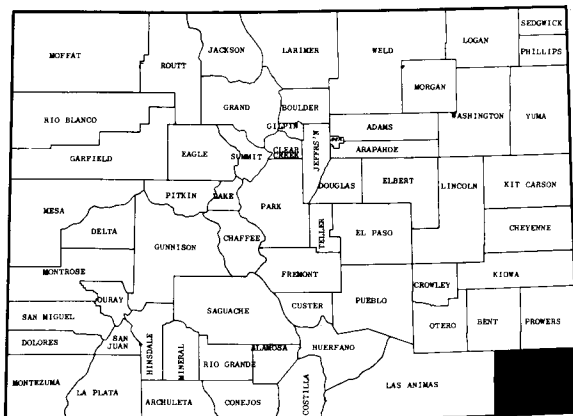 SEDGWICK
JACKSON
LARIMER
WELD
LOGAN
PHILLIPS
MOFFAT
ROUTT
MORGAN
GRAND
BOULDER
WASHINGTON
YUMA
RIO BLANCO
GILPIN
ADAMS
CLEAR
CREEK
JEFFRS'N
ARAPAHOE
GARFIELD
EAGLE
SUMMIT
DOUGLAS
ELBERT
LINCOLN
KIT CARSON
PITKIN
LAKE
PARK
MESA
DELTA
GUNNISON
CHAFFEE
TELLER
EL PASO
CHEYENNE
MONTROSE
FREMONT
CROWLEY
KIOWA
OURAY
SAGUACHE
CUSTER
PUEBLO
SAN MIGUEL
OTERO
BENT
PROWERS
DOLORES
SAN
JUAN
HINSDALE
MINERAL
RIO GRANDE
ALAMOSA
HUERFANO
MONTEZUMA
LA PLATA
ARCHULETA
CONEJOS
COSTILLA
LAS ANIMAS